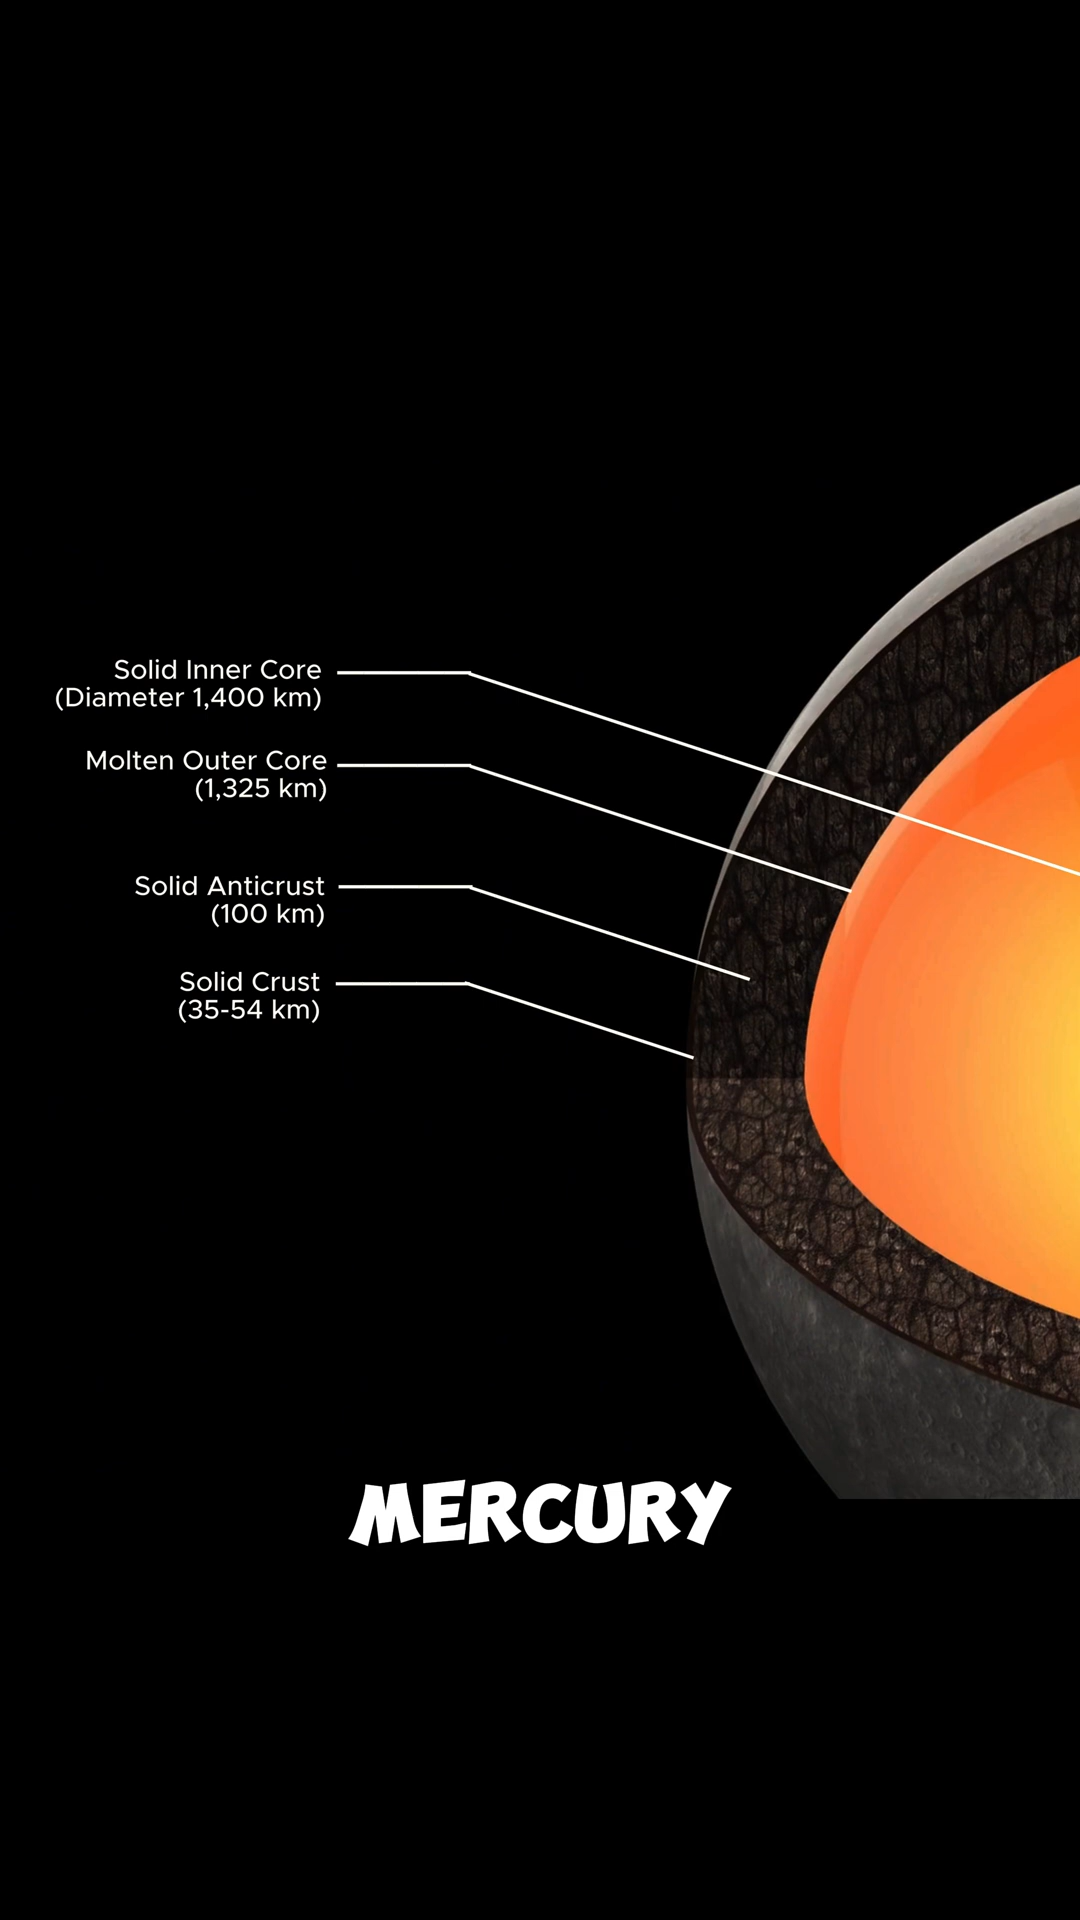 Solid Inner Core
(Diameter 1,400 km)
Molten Outer Core
(1,325 km)
Solid Anticrust
(100 km)
Solid Crust
(35-54 km)
MERCURY